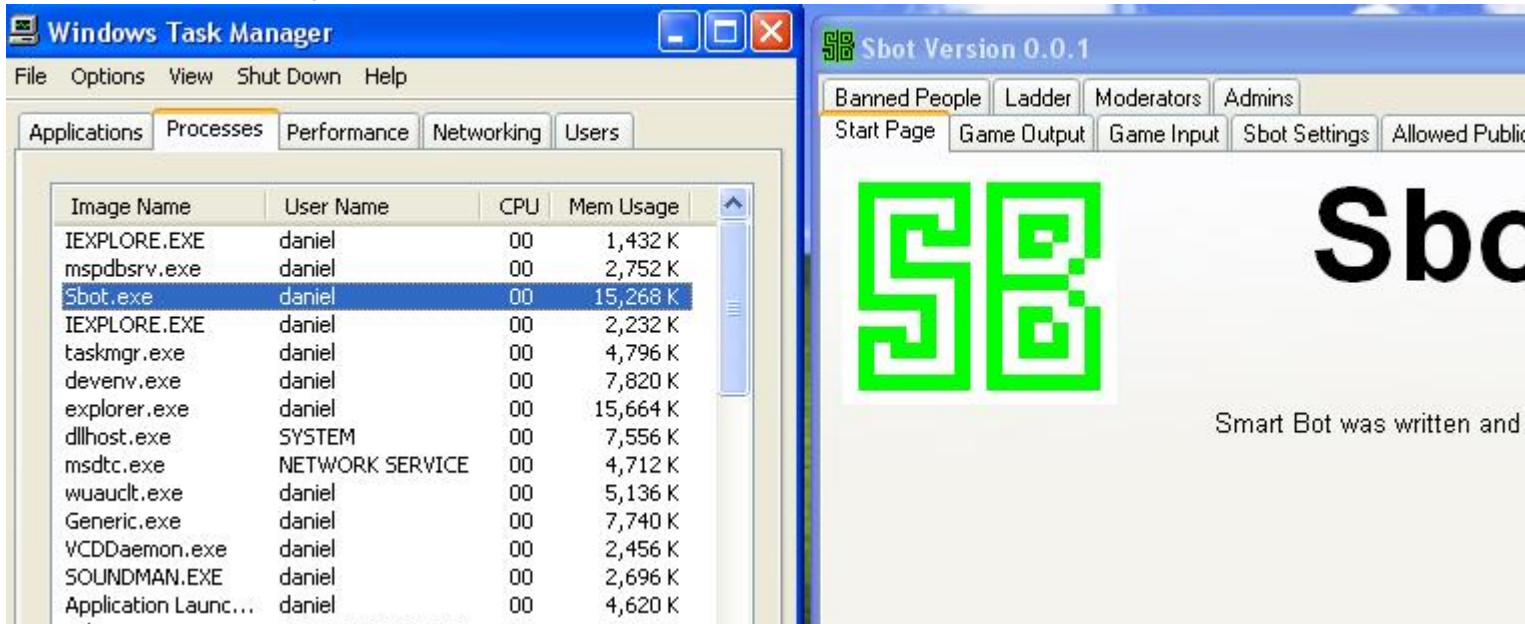 Windows Task Manager
File Options View Shut Down Help
Applications Processes Performance Networking Users
Image Name User Name CPU Mem Usage
IEXPLORE.EXE daniel 00 1,432 K
mspdbsrv.exe daniel 00 2,752 K
Sbot.exe daniel 00 15,268 K
IEXPLORE.EXE daniel 00 2,232 K
taskmgr.exe daniel 00 4,796 K
devenv.exe daniel 00 7,820 K
explorer.exe daniel 00 15,664 K
dllhost.exe SYSTEM 00 7,556 K
msdtc.exe NETWORK SERVICE 00 4,712 K
wuauclt.exe daniel 00 5,136 K
Generic.exe daniel 00 7,740 K
VCDDaemon.exe daniel 00 2,456 K
SOUNDMAN.EXE daniel 00 2,696 K
Application Launc... daniel 00 4,620 K
SB Sbot Version 0.0.1
Banned People Ladder Moderators Admins
Start Page Game Output Game Input Sbot Settings Allowed Public
SB
Sbo
Smart Bot was written and